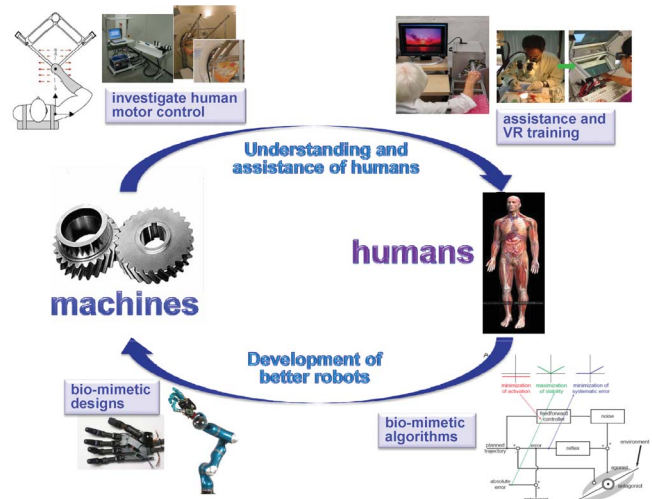 investigate human
motor control
assistance and
VR training
Understanding and
assistance of humans
machines
humans
Development of
better robots
bio-mimetic
designs
bio-mimetic
algorithms
minimization
of activation
maximization
of stability
minimization of
systematic error
feedforward
controller
noise
environment
planned
trajectory
error
reflex
agonist
absolute
error
antagonist